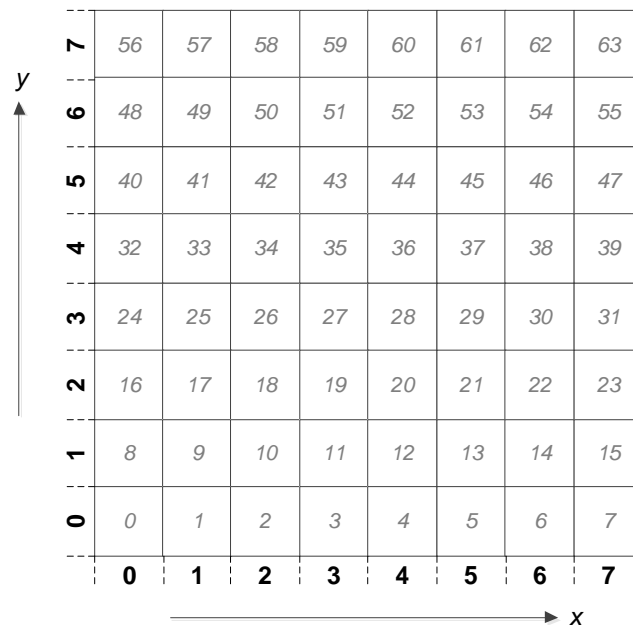 7 56 57 58 59 60 61 62 63
y
6 48 49 50 51 52 53 54 55
5 40 41 42 43 44 45 46 47
4 32 33 34 35 36 37 38 39
3 24 25 26 27 28 29 30 31
2 16 17 18 19 20 21 22 23
1 8 9 10 11 12 13 14 15
0 0 1 2 3 4 5 6 7
0 1 2 3 4 5 6 7
x